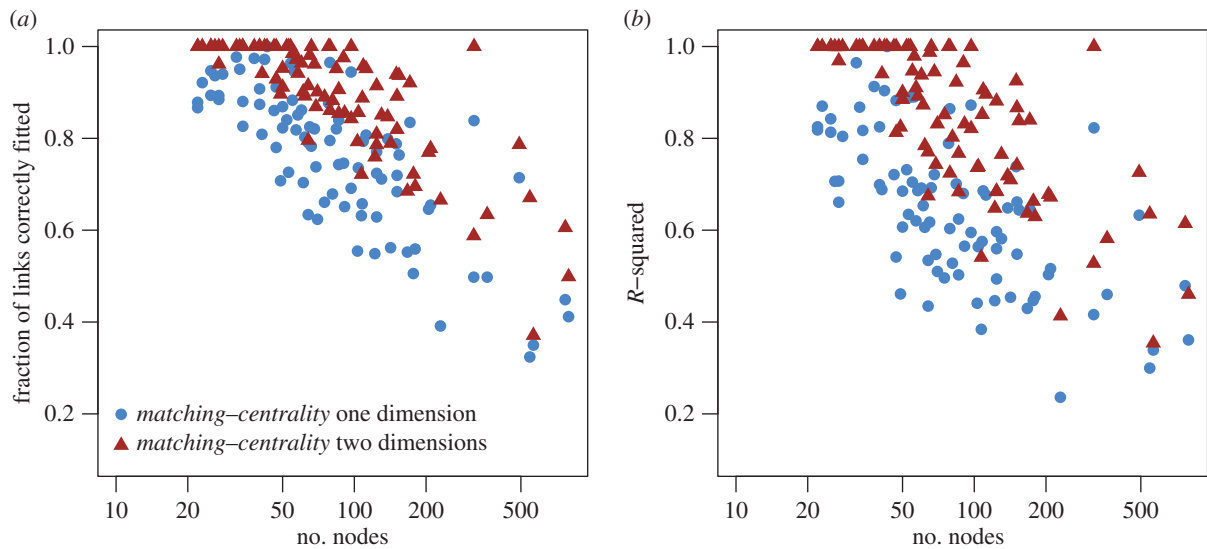 (a)
1.0
0.8
0.6
0.4
0.2
fraction of links correctly fitted
matching–centrality one dimension
matching–centrality two dimensions
10 20 50 100 200 500
no. nodes
(b)
1.0
0.8
0.6
0.4
0.2
R–squared
10 20 50 100 200 500
no. nodes